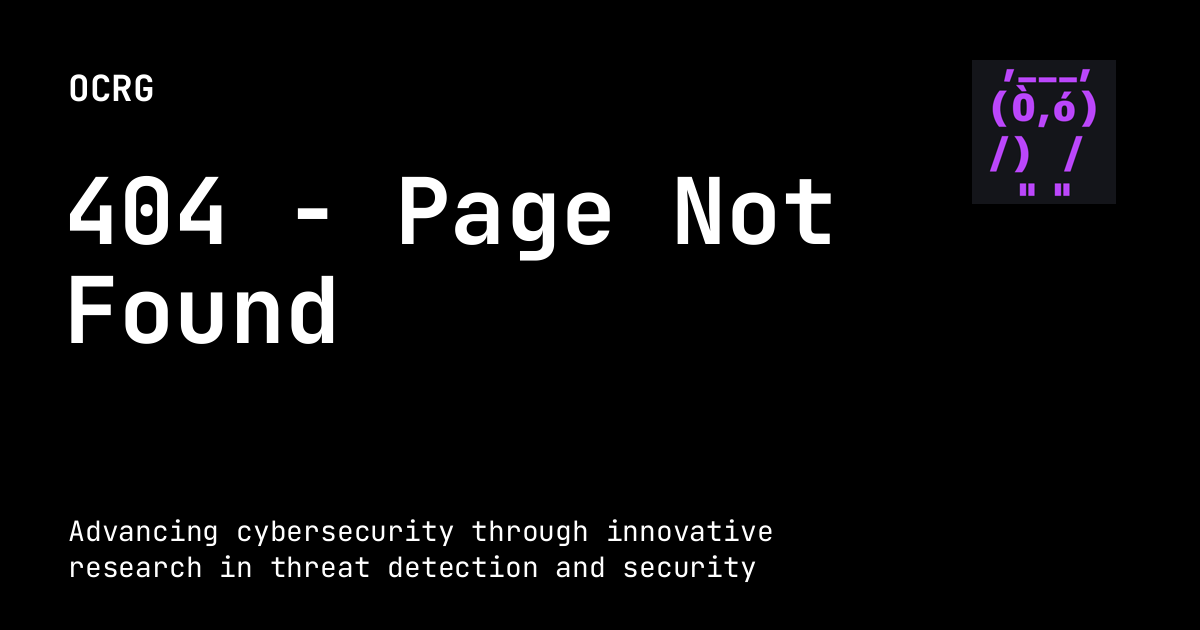 OCRG
,___,
(Ò,ó)
/)  /
" "
404 - Page Not
Found
Advancing cybersecurity through innovative
research in threat detection and security